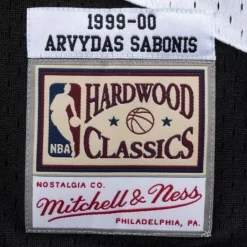 1999-00
ARVYDAS SABONIS
HARDWOOD
NBA
CLASSICS
NOSTALGIA CO.
Mitchell & Ness
PHILADELPHIA, PA.